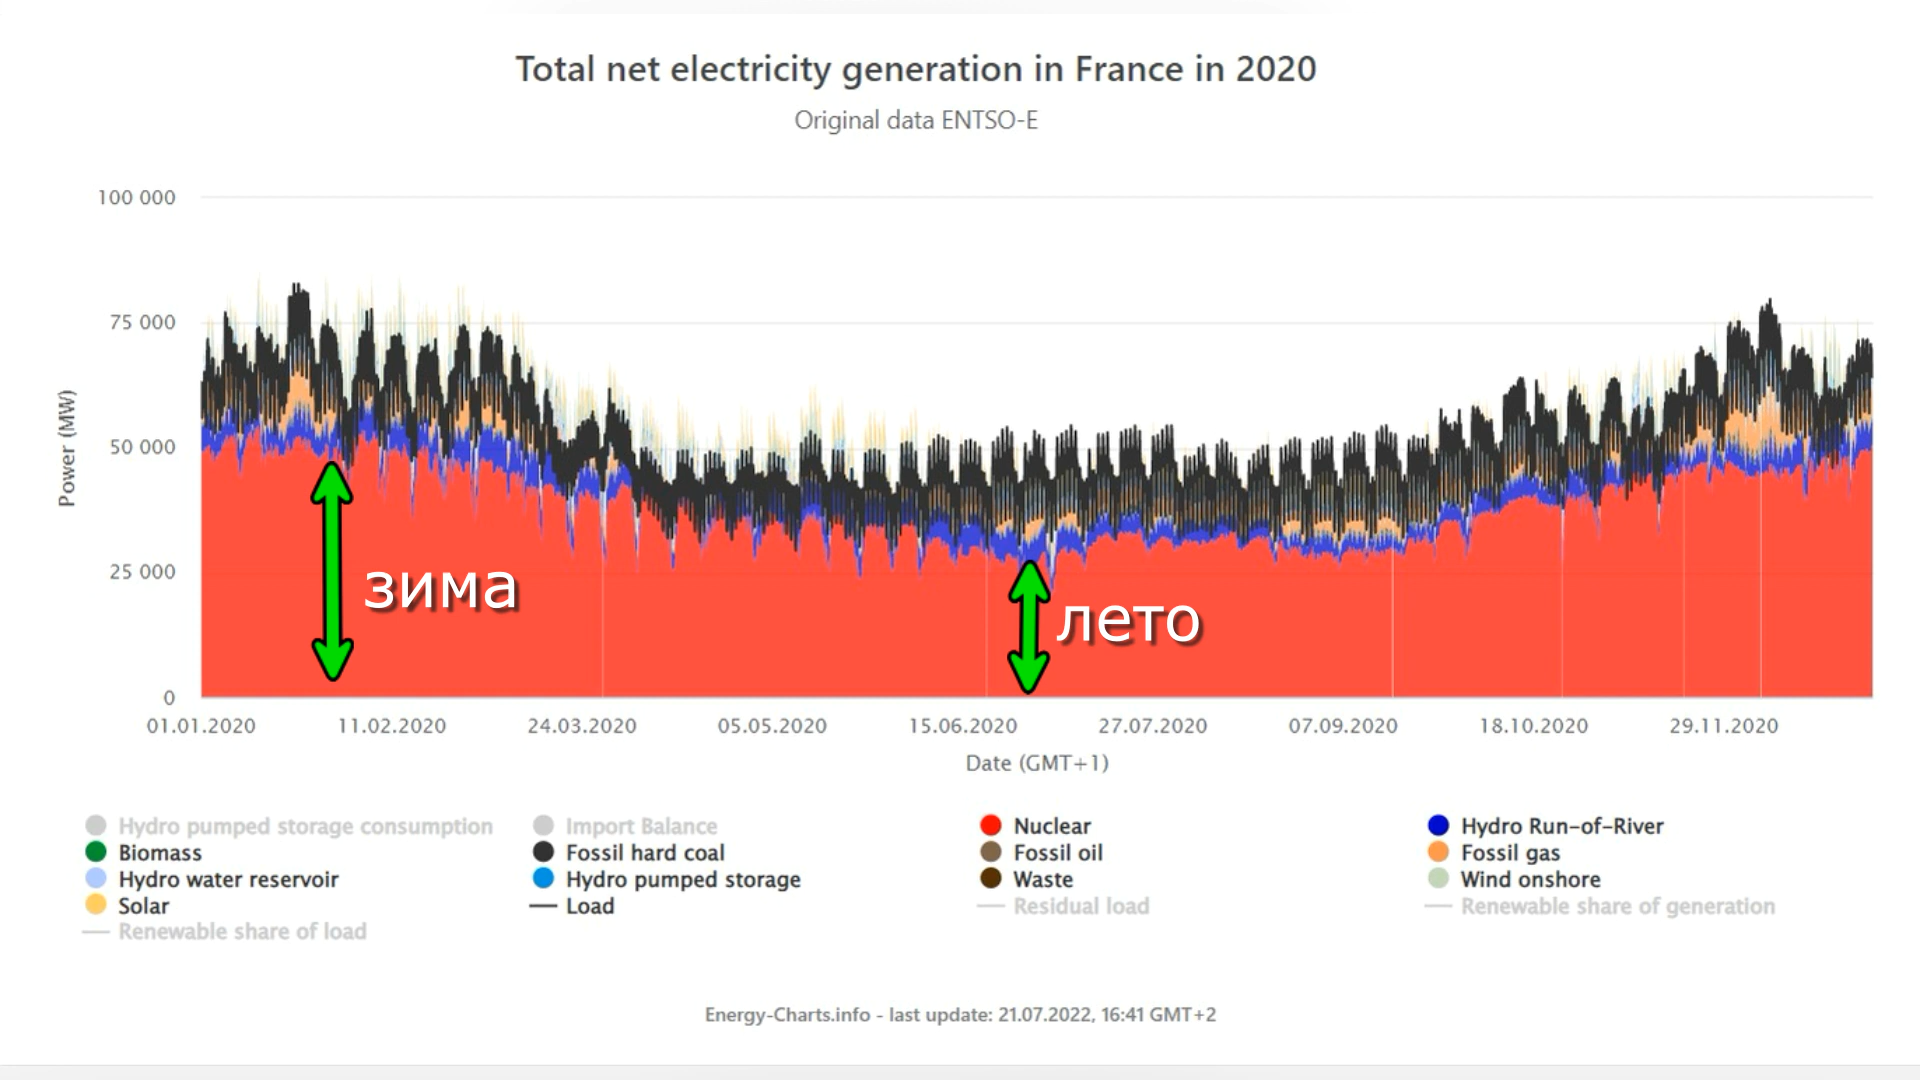 Total net electricity generation in France in 2020
Original data ENTSO-E
100 000
75 000
50 000
25 000
0
Power (MW)
зима
лето
01.01.2020 11.02.2020 24.03.2020 05.05.2020 15.06.2020 27.07.2020 07.09.2020 18.10.2020 29.11.2020
Date (GMT+1)
Hydro pumped storage consumption Import Balance Nuclear Hydro Run-of-River
Biomass Fossil hard coal Fossil oil Fossil gas
Hydro water reservoir Hydro pumped storage Waste Wind onshore
Solar Load Residual load Renewable share of generation
Renewable share of load
Energy-Charts.info - last update: 21.07.2022, 16:41 GMT+2